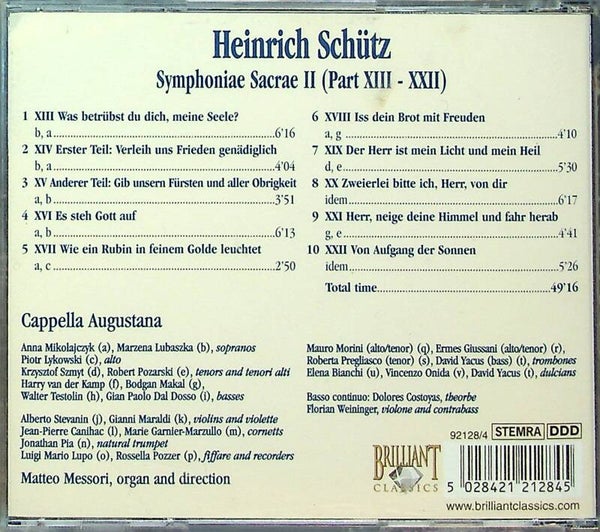 Heinrich Schütz
Symphoniae Sacrae II (Part XIII - XXII)
1 XIII Was betrübst du dich, meine Seele?
b, a 6'16
2 XIV Erster Teil: Verleih uns Frieden genädiglich
b, a 4'04
3 XV Anderer Teil: Gib unsern Fürsten und aller Obrigkeit
a, b 3'51
4 XVI Es steh Gott auf
a, b 6'13
5 XVII Wie ein Rubin in feinem Golde leuchtet
a, c 2'50
6 XVIII Iss dein Brot mit Freuden
a, g 4'10
7 XIX Der Herr ist mein Licht und mein Heil
d, e 5'30
8 XX Zweierlei bitte ich, Herr, von dir
idem 6'17
9 XXI Herr, neige deine Himmel und fahr herab
g, e 4'41
10 XXII Von Aufgang der Sonnen
idem 5'26
Total time 49'16
Cappella Augustana
Anna Mikolajczyk (a), Marzena Lubaszka (b), sopranos
Piotr Lykowski (c), alto
Krzysztof Szmyt (d), Robert Pozarski (e), tenors and tenori alti
Harry van der Kamp (f), Bodgan Makal (g),
Walter Testolin (h), Gian Paolo Dal Dosso (i), basses
Alberto Stevanin (j), Gianni Maraldi (k), violins and violette
Jean-Pierre Canihac (l), Marie Garnier-Marzullo (m), cornetts
Jonathan Pia (n), natural trumpet
Luigi Mario Lupo (o), Rossella Pozzer (p), fiffare and recorders
Matteo Messori, organ and direction
Mauro Morini (alto/tenor) (q), Ermes Giussani (alto/tenor) (r),
Roberta Pregliasco (tenor) (s), David Yacus (bass) (t), trombones
Elena Bianchi (u), Vincenzo Onida (v), David Yacus (t), dulcians
Basso continuo: Dolores Costoyas, theorbe
Florian Weininger, violone and contrabass
92128/4 STEMRA DDD
BRILLIANT
CLASSICS
5 028421 212845
www.brilliantclassics.com